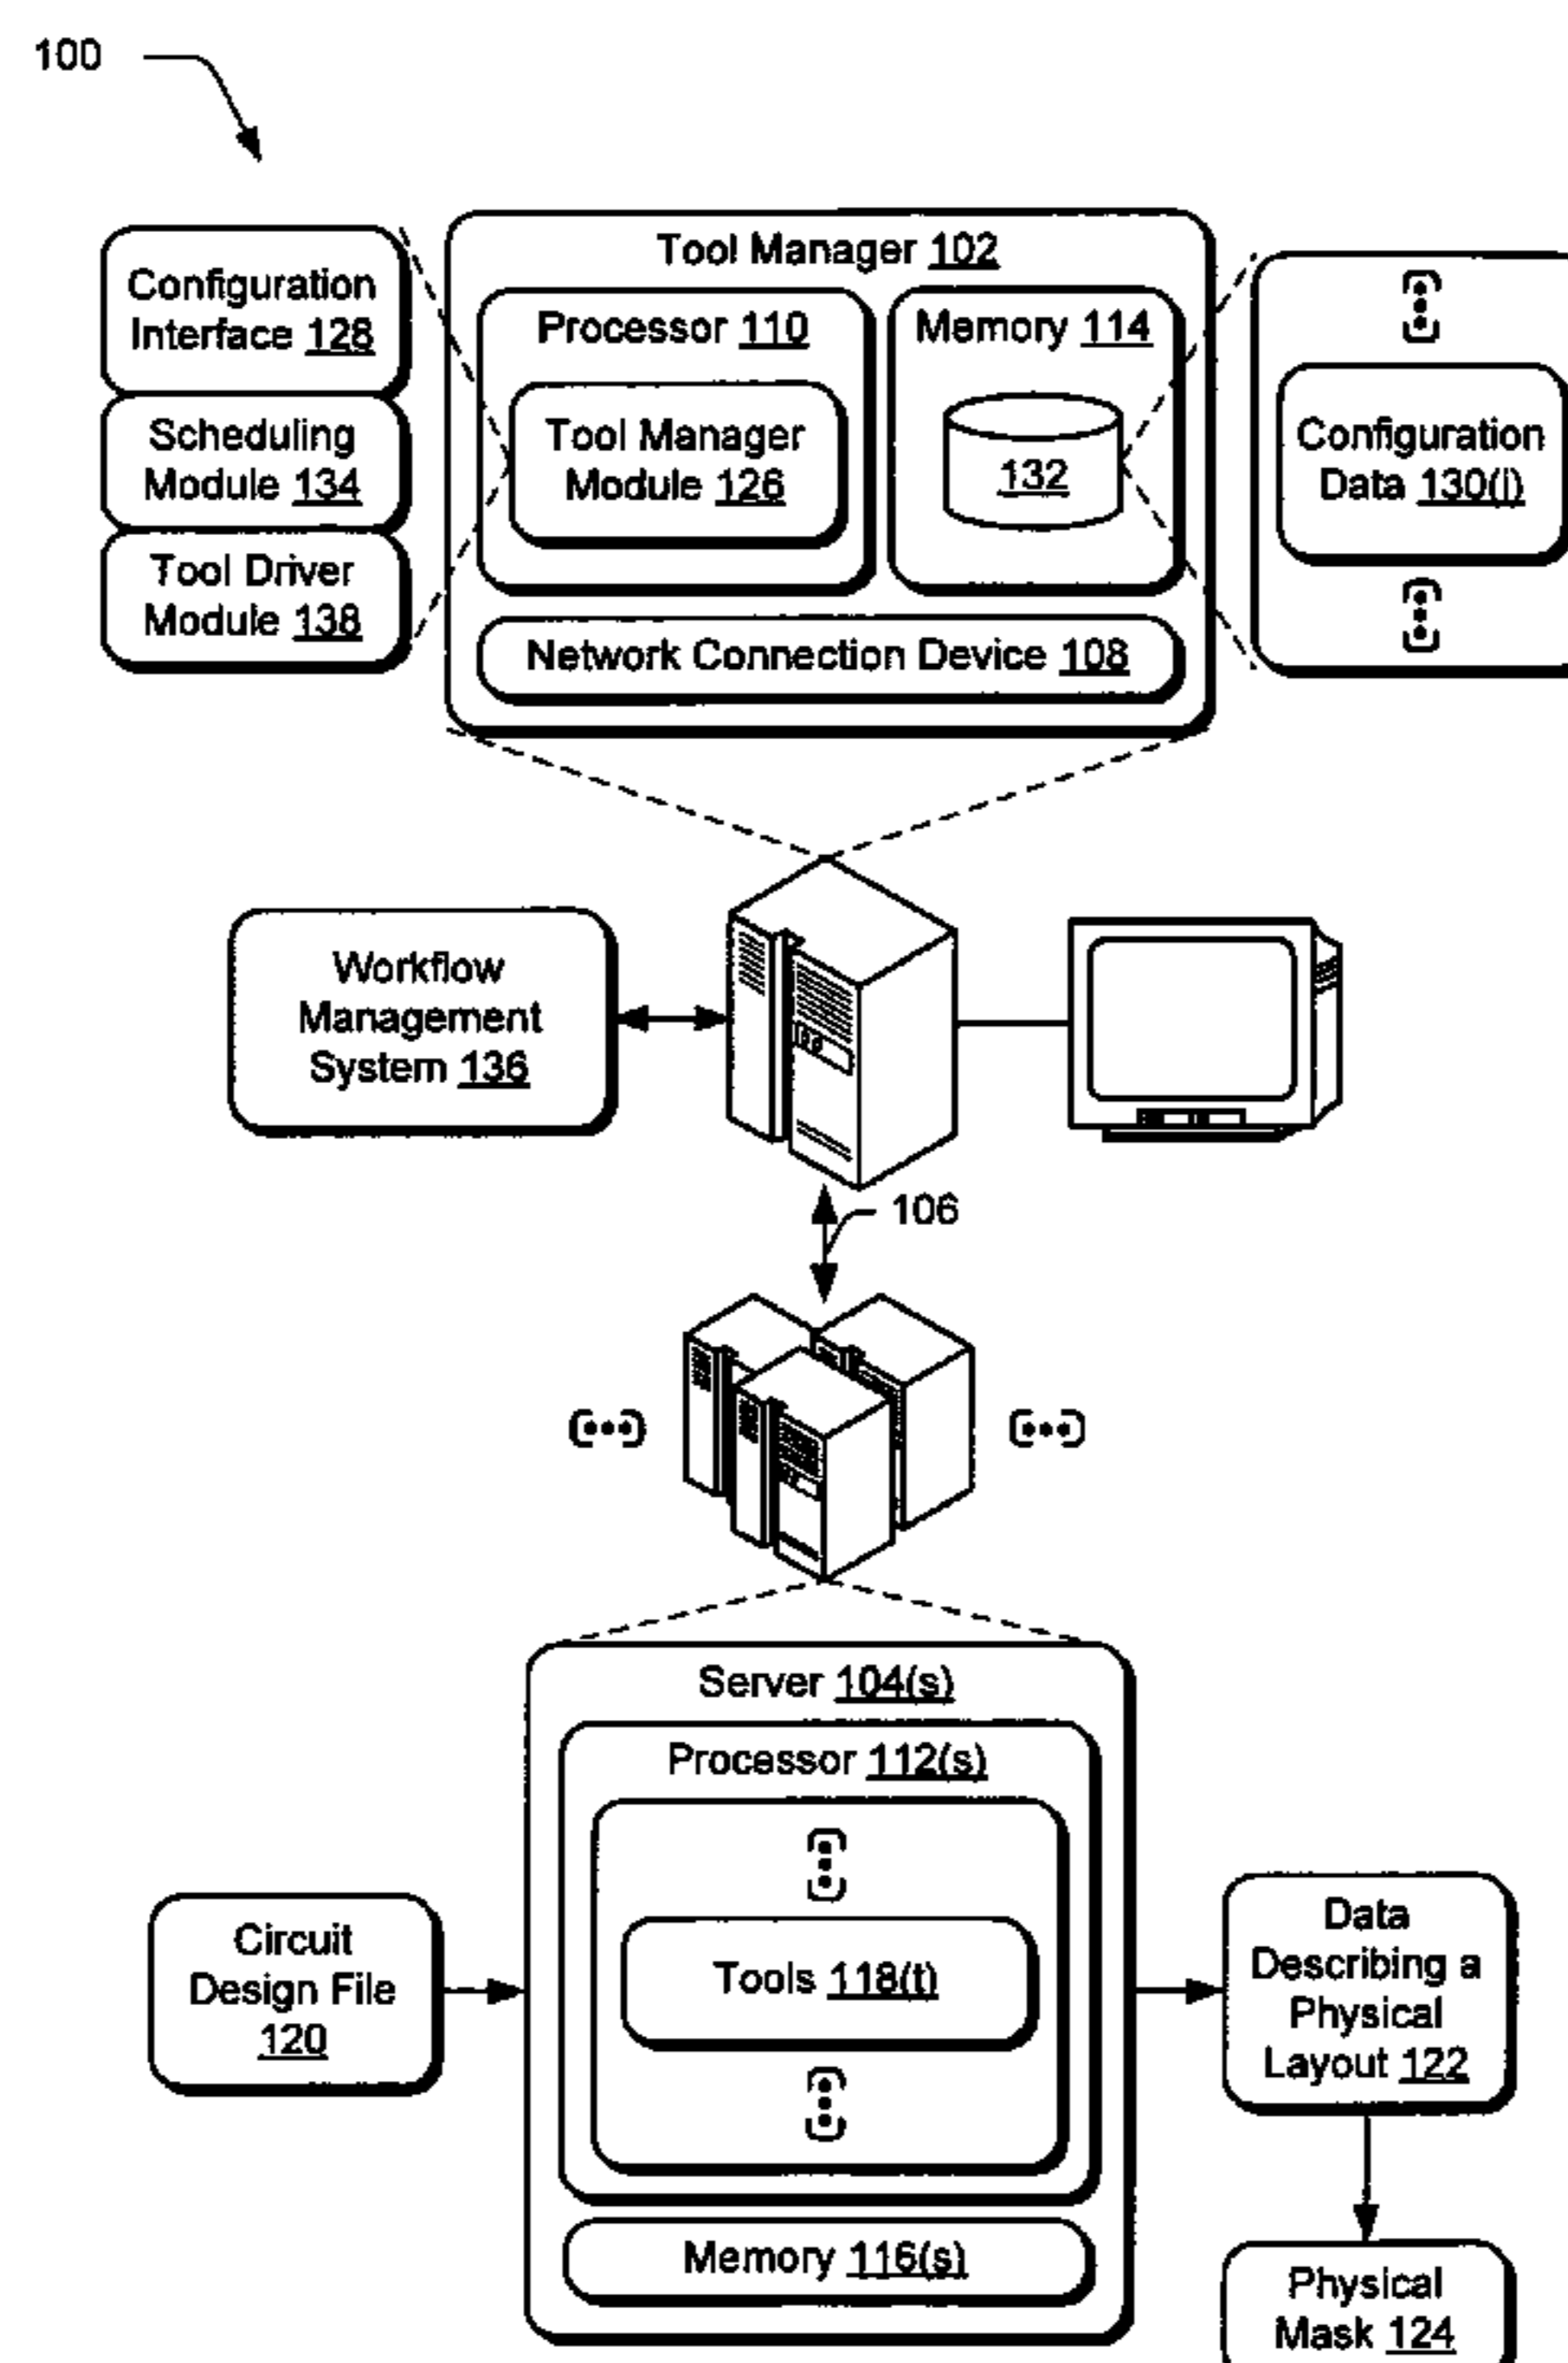 100
Tool Manager 102
Configuration
Interface 128
Scheduling
Module 134
Tool Driver
Module 138
Processor 110
Tool Manager
Module 126
Memory 114
132
Network Connection Device 108
Configuration
Data 130(i)
Workflow
Management
System 136
106
Server 104(s)
Processor 112(s)
Tools 118(t)
Memory 116(s)
Circuit
Design File
120
Data
Describing a
Physical
Layout 122
Physical
Mask 124